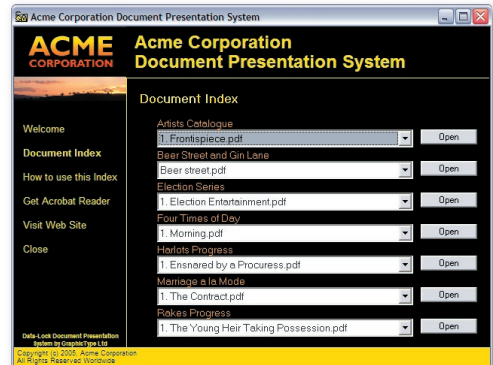 Acme Corporation Document Presentation System
ACME
CORPORATION
Acme Corporation
Document Presentation System
Document Index
Welcome
Document Index
How to use this Index
Get Acrobat Reader
Visit Web Site
Close
Artists Catalogue
1. Frontispiece.pdf
Open
Beer Street and Gin Lane
Beer street.pdf
Open
Election Series
1. Election Entartainment.pdf
Open
Four Times of Day
1. Morning.pdf
Open
Harlots Progress
1. Ensnared by a Procuress.pdf
Open
Marriage a la Mode
1. The Contract.pdf
Open
Rakes Progress
1. The Young Heir Taking Possession.pdf
Open
Data-Lock Document Presentation
System by GraphicType Ltd
Copyright (c) 2005, Acme Corporation
All Rights Reserved Worldwide